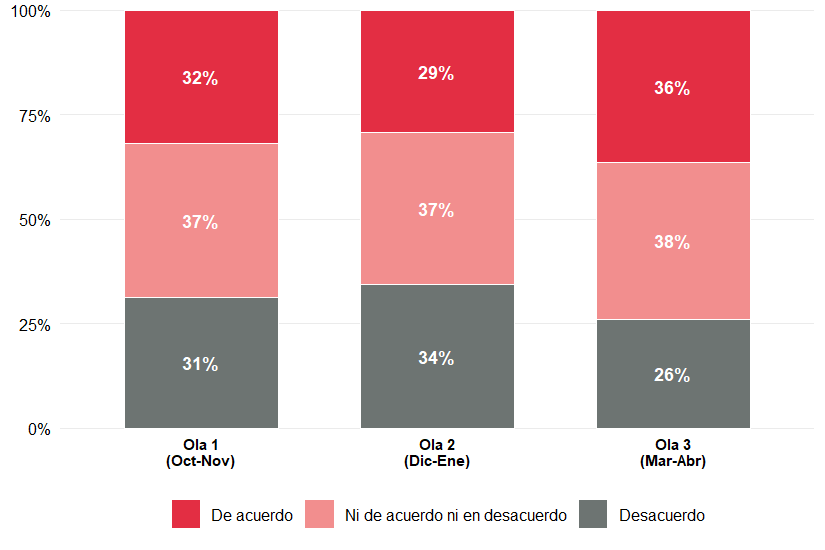 100%
75%
50%
25%
0%
32%
29%
36%
37%
37%
38%
31%
34%
26%
Ola 1
(Oct-Nov)
Ola 2
(Dic-Ene)
Ola 3
(Mar-Abr)
De acuerdo
Ni de acuerdo ni en desacuerdo
Desacuerdo